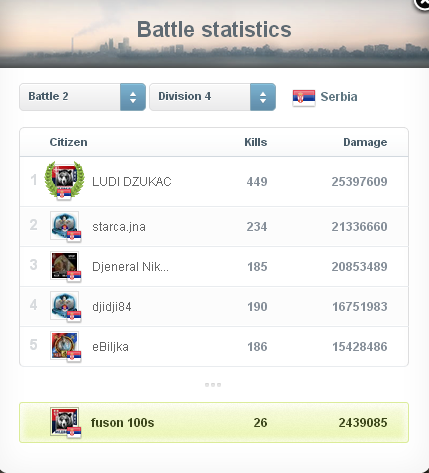 Battle statistics
Battle 2 Division 4 Serbia
Citizen Kills Damage
1 LUDI DZUKAC 449 25397609
2 starca.jna 234 21336660
3 Djeneral Nik... 185 20853489
4 djidji84 190 16751983
5 eBiljka 186 15428486
fuson 100s 26 2439085